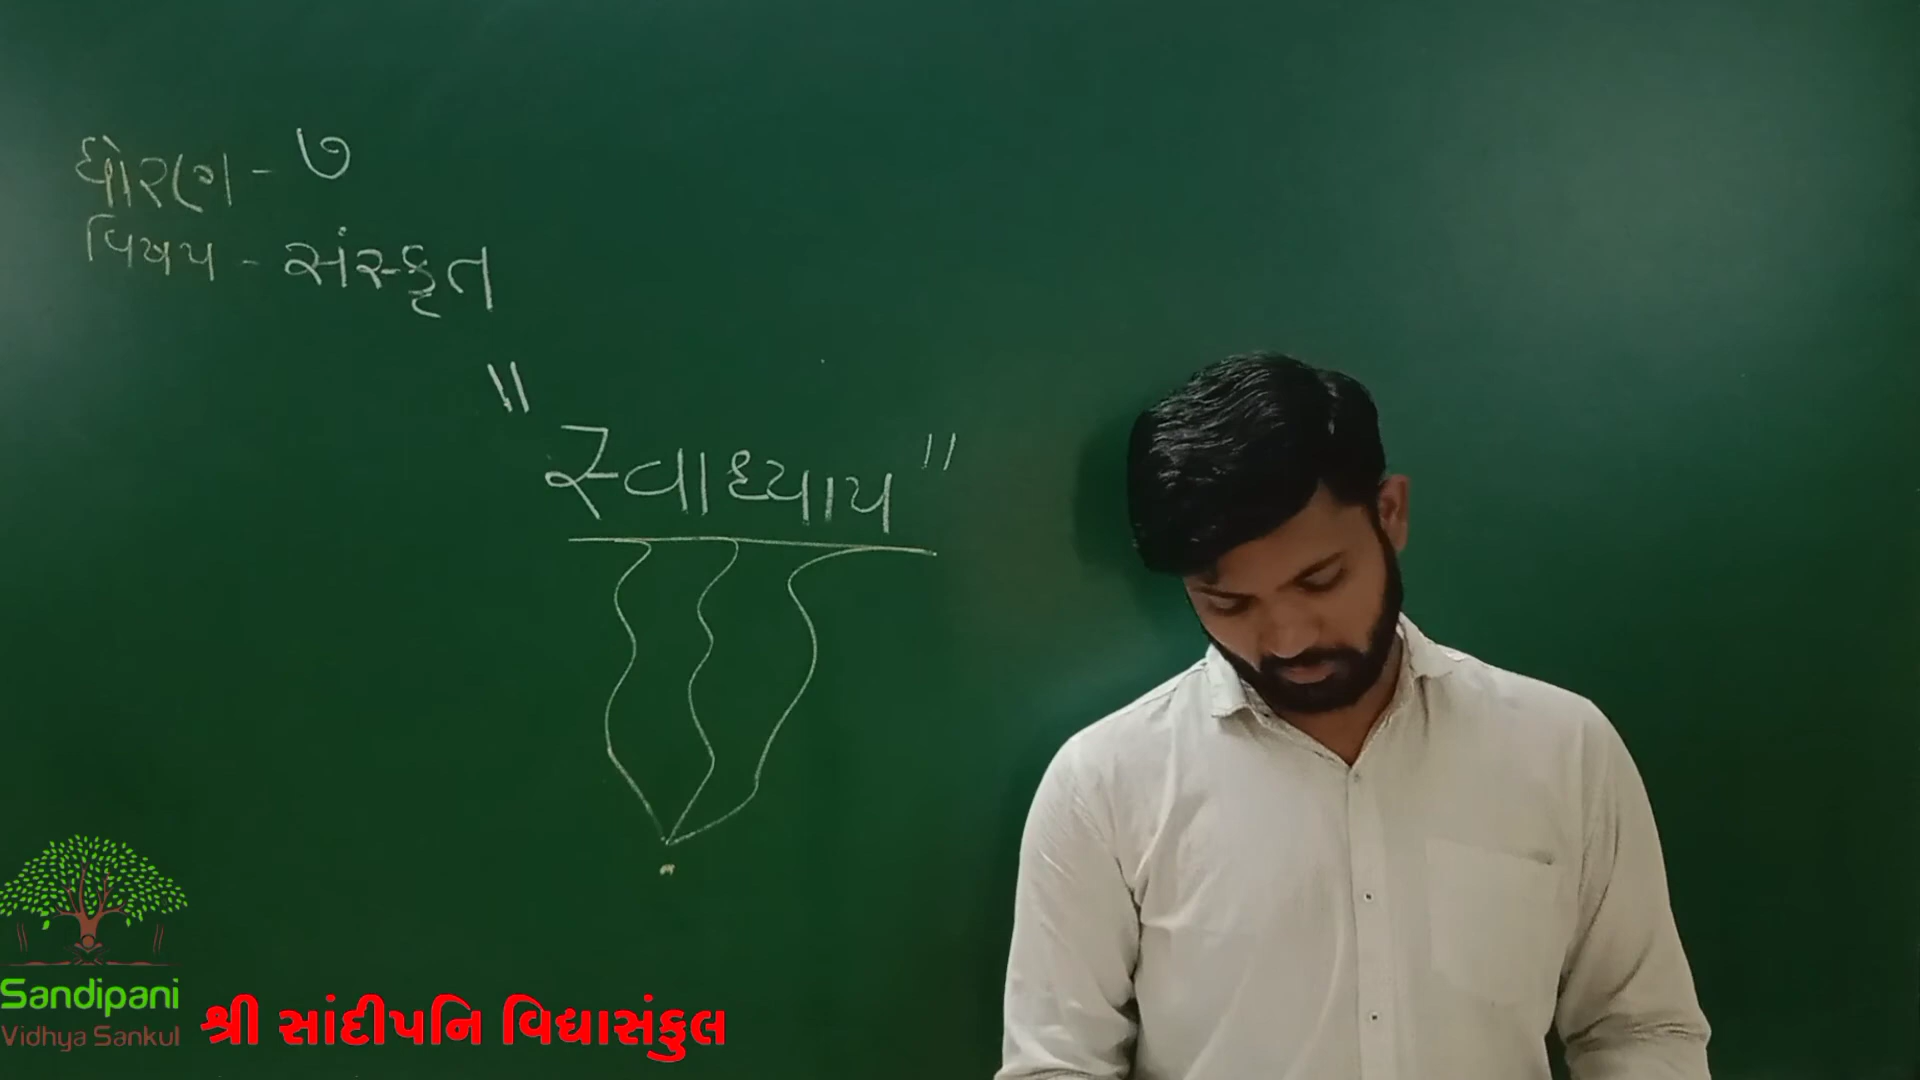 ધોરણ - ૭
વિષય - સંસ્કૃત
"સ્વાધ્યાય"
Sandipani
Vidhya Sankul
શ્રી સાંદીપનિ વિદ્યાસંકુલ